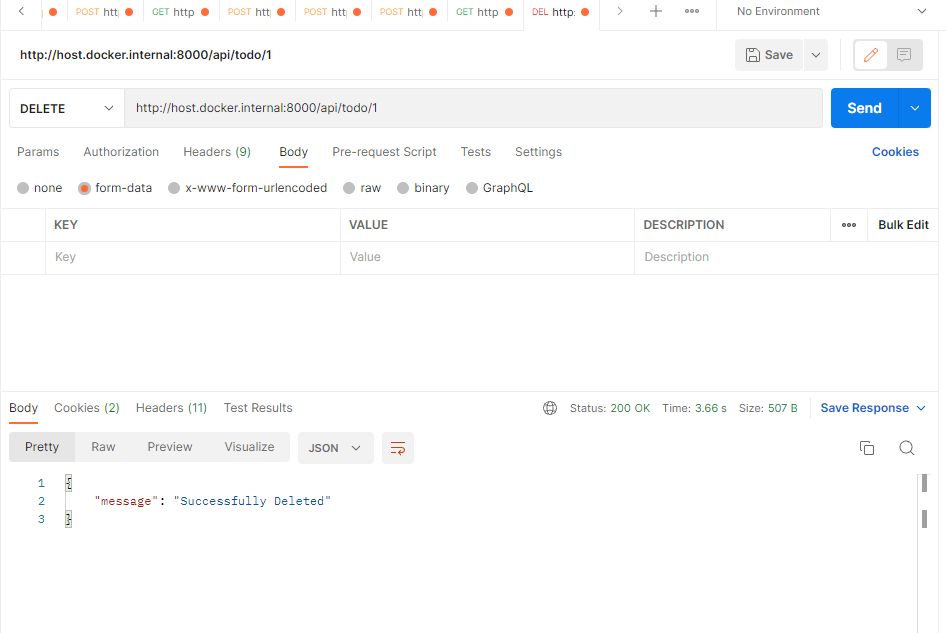 POST htt GET http POST htt POST htt POST htt GET http DEL http: No Environment
http://host.docker.internal:8000/api/todo/1 Save
DELETE http://host.docker.internal:8000/api/todo/1 Send
Params Authorization Headers (9) Body Pre-request Script Tests Settings Cookies
none form-data x-www-form-urlencoded raw binary GraphQL
KEY VALUE DESCRIPTION Bulk Edit
Key Value Description
Body Cookies (2) Headers (11) Test Results Status: 200 OK Time: 3.66 s Size: 507 B Save Response
Pretty Raw Preview Visualize JSON
1 {
2 "message": "Successfully Deleted"
3 }